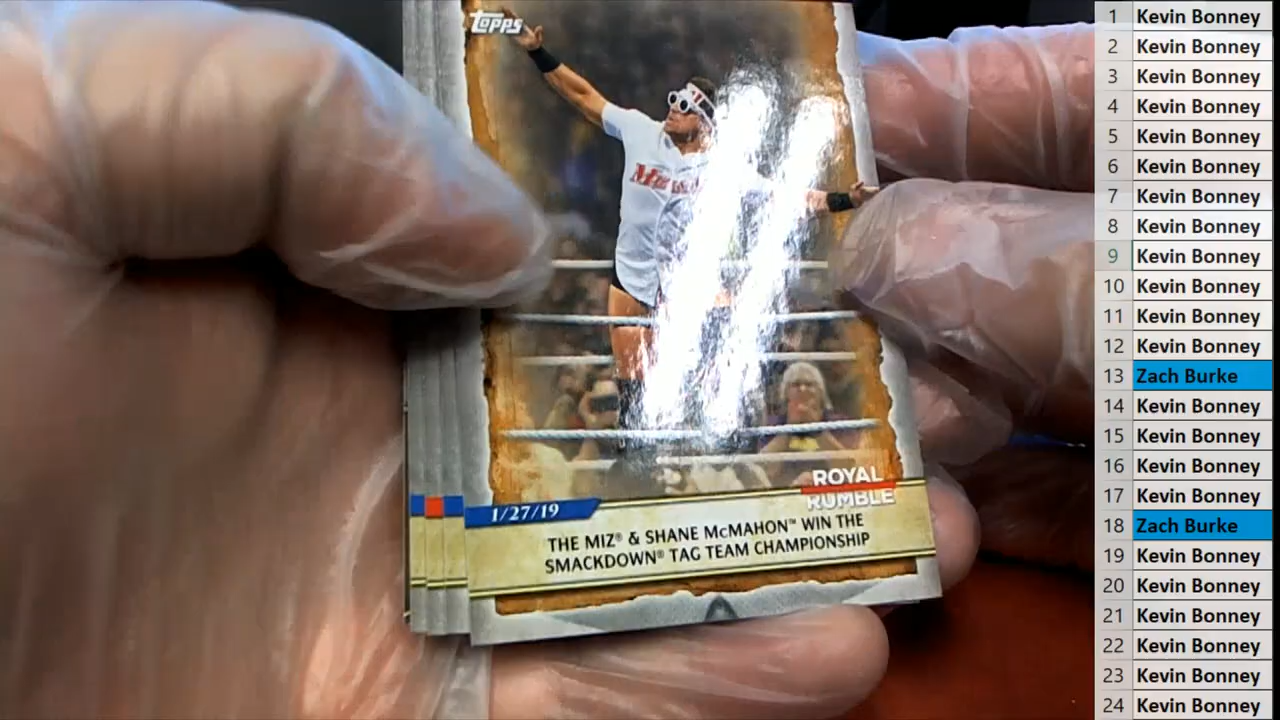 Topps
ROYAL
RUMBLE
1/27/19
THE MIZ® & SHANE McMAHON™ WIN THE
SMACKDOWN® TAG TEAM CHAMPIONSHIP
1 Kevin Bonney
2 Kevin Bonney
3 Kevin Bonney
4 Kevin Bonney
5 Kevin Bonney
6 Kevin Bonney
7 Kevin Bonney
8 Kevin Bonney
9 Kevin Bonney
10 Kevin Bonney
11 Kevin Bonney
12 Kevin Bonney
13 Zach Burke
14 Kevin Bonney
15 Kevin Bonney
16 Kevin Bonney
17 Kevin Bonney
18 Zach Burke
19 Kevin Bonney
20 Kevin Bonney
21 Kevin Bonney
22 Kevin Bonney
23 Kevin Bonney
24 Kevin Bonney